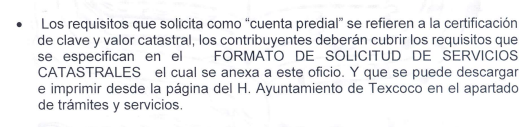 • Los requisitos que solicita como “cuenta predial” se refieren a la certificación
de clave y valor catastral, los contribuyentes deberán cubrir los requisitos que
se especifican en el FORMATO DE SOLICITUD DE SERVICIOS
CATASTRALES el cual se anexa a este oficio. Y que se puede descargar
e imprimir desde la página del H. Ayuntamiento de Texcoco en el apartado
de trámites y servicios.